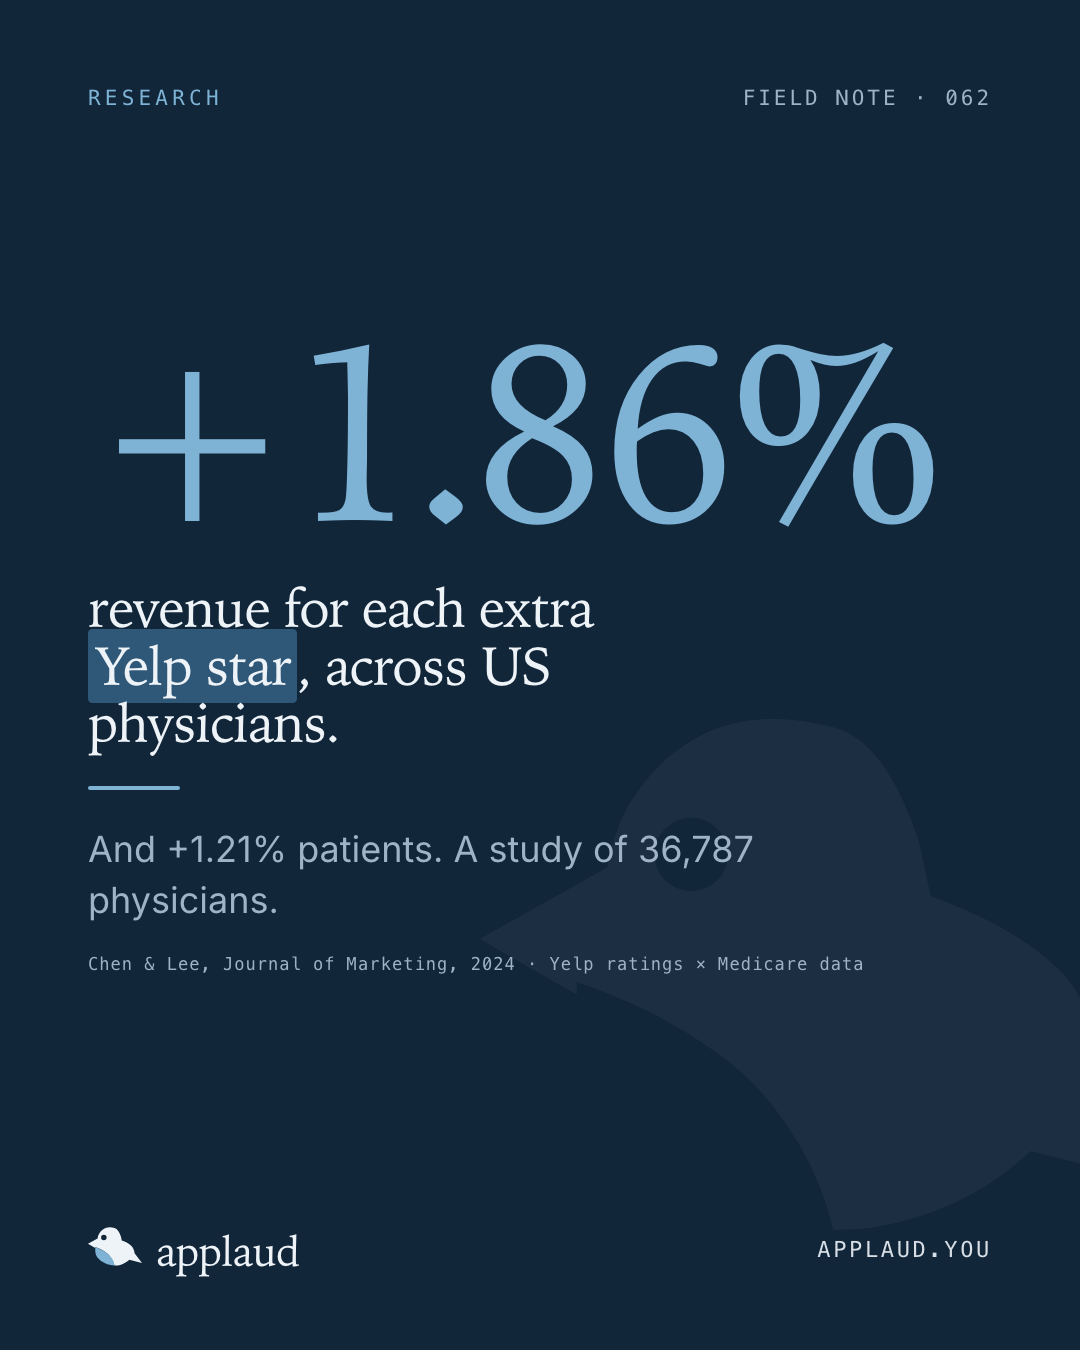 RESEARCH
FIELD NOTE · 062
+1.86%
revenue for each extra
Yelp star, across US
physicians.
And +1.21% patients. A study of 36,787
physicians.
Chen & Lee, Journal of Marketing, 2024 · Yelp ratings × Medicare data
applaud
APPLAUD.YOU